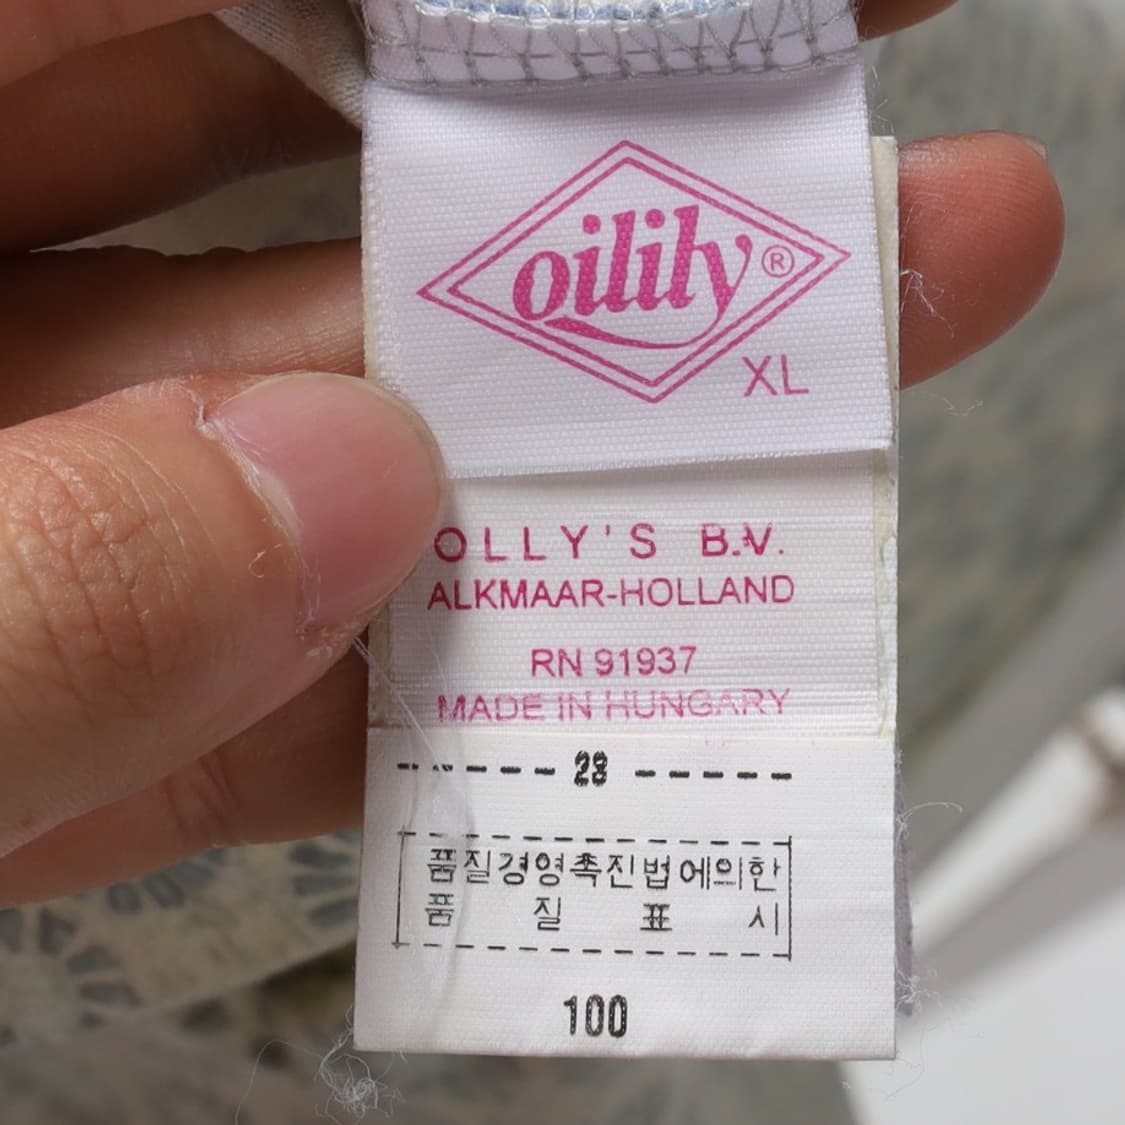 oilily®
XL
OLLY'S B.V.
ALKMAAR-HOLLAND
RN 91937
MADE IN HUNGARY
------ 23 ------
품질경영촉진법에의한
품 질 표 시
100